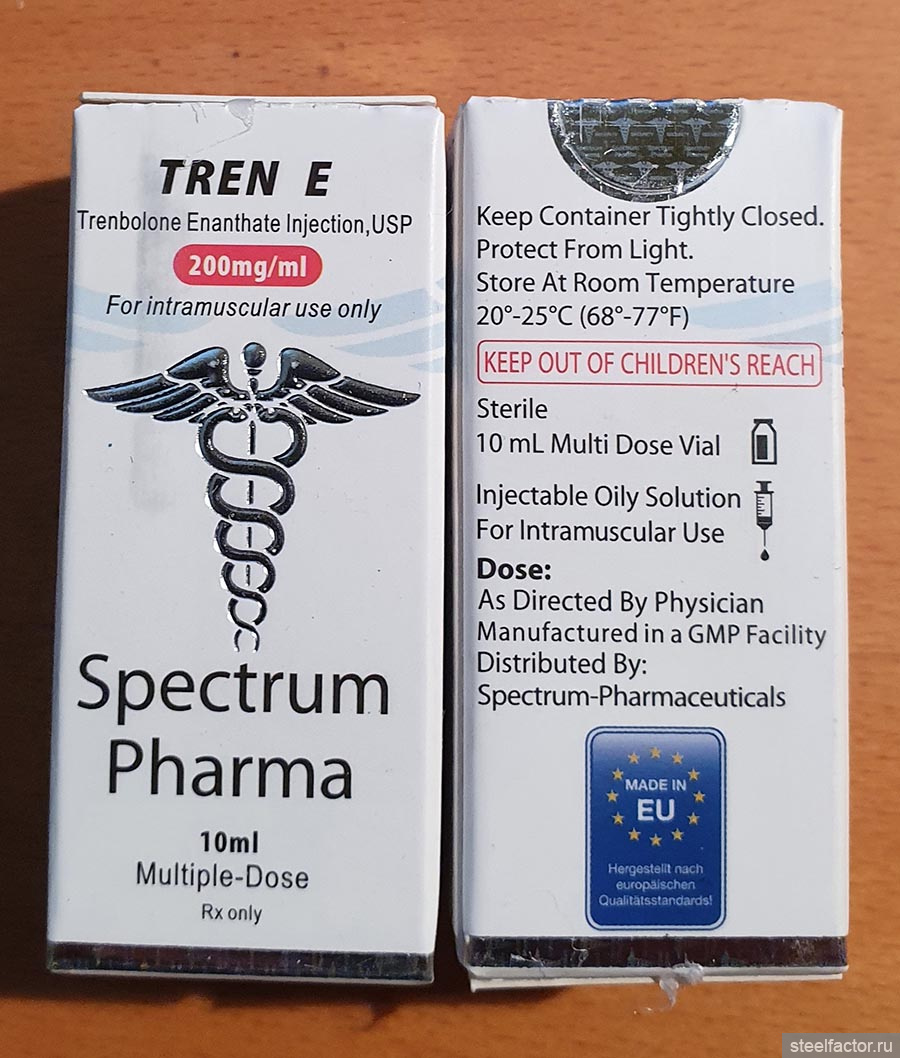 TREN E
Trenbolone Enanthate Injection,USP
200mg/ml
For intramuscular use only
Spectrum
Pharma
10ml
Multiple-Dose
Rx only
Keep Container Tightly Closed.
Protect From Light.
Store At Room Temperature
20°-25°C (68°-77°F)
KEEP OUT OF CHILDREN'S REACH
Sterile
10 mL Multi Dose Vial
Injectable Oily Solution
For Intramuscular Use
Dose:
As Directed By Physician
Manufactured in a GMP Facility
Distributed By:
Spectrum-Pharmaceuticals
MADE IN
EU
Hergestellt nach
europäischen
Qualitätsstandards!
steelfactor.ru